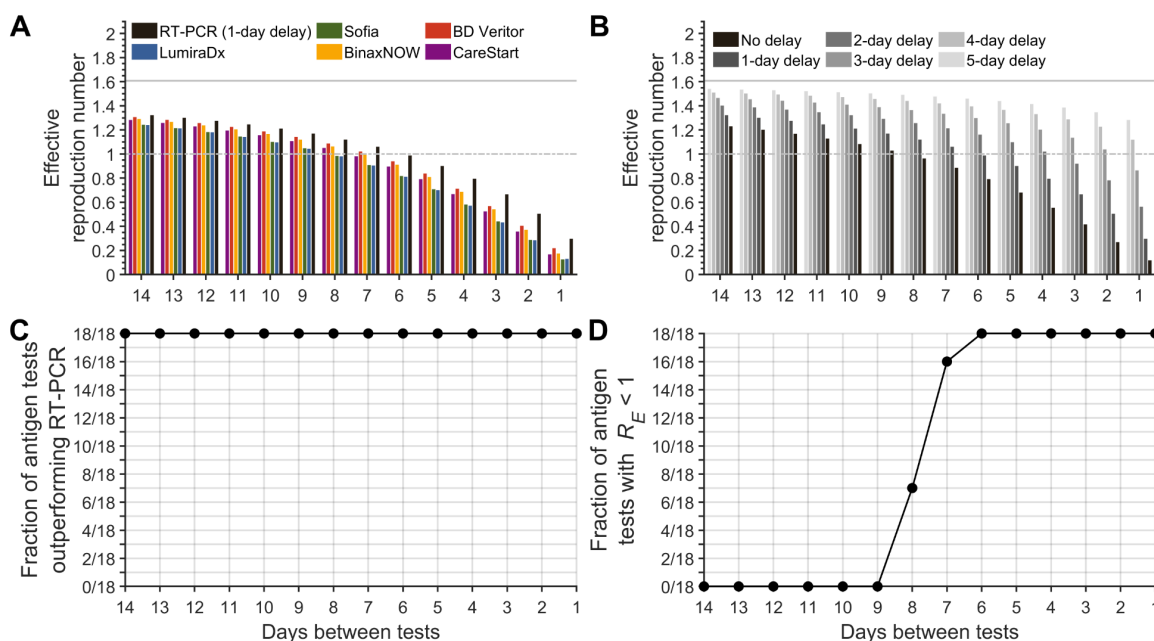 A
RT-PCR (1-day delay)
Sofia
BD Veritor
LumiraDx
BinaxNOW
CareStart
Effective
reproduction number
1.8
1.6
1.4
1.2
1
0.8
0.6
0.4
0.2
0
14 13 12 11 10 9 8 7 6 5 4 3 2 1
B
No delay
2-day delay
4-day delay
1-day delay
3-day delay
5-day delay
Effective
reproduction number
1.8
1.6
1.4
1.2
1
0.8
0.6
0.4
0.2
0
14 13 12 11 10 9 8 7 6 5 4 3 2 1
C
Fraction of antigen tests
outperforming RT-PCR
18/18
16/18
14/18
12/18
10/18
8/18
6/18
4/18
2/18
0/18
14 13 12 11 10 9 8 7 6 5 4 3 2 1
Days between tests
D
Fraction of antigen
tests with R_E < 1
18/18
16/18
14/18
12/18
10/18
8/18
6/18
4/18
2/18
0/18
14 13 12 11 10 9 8 7 6 5 4 3 2 1
Days between tests